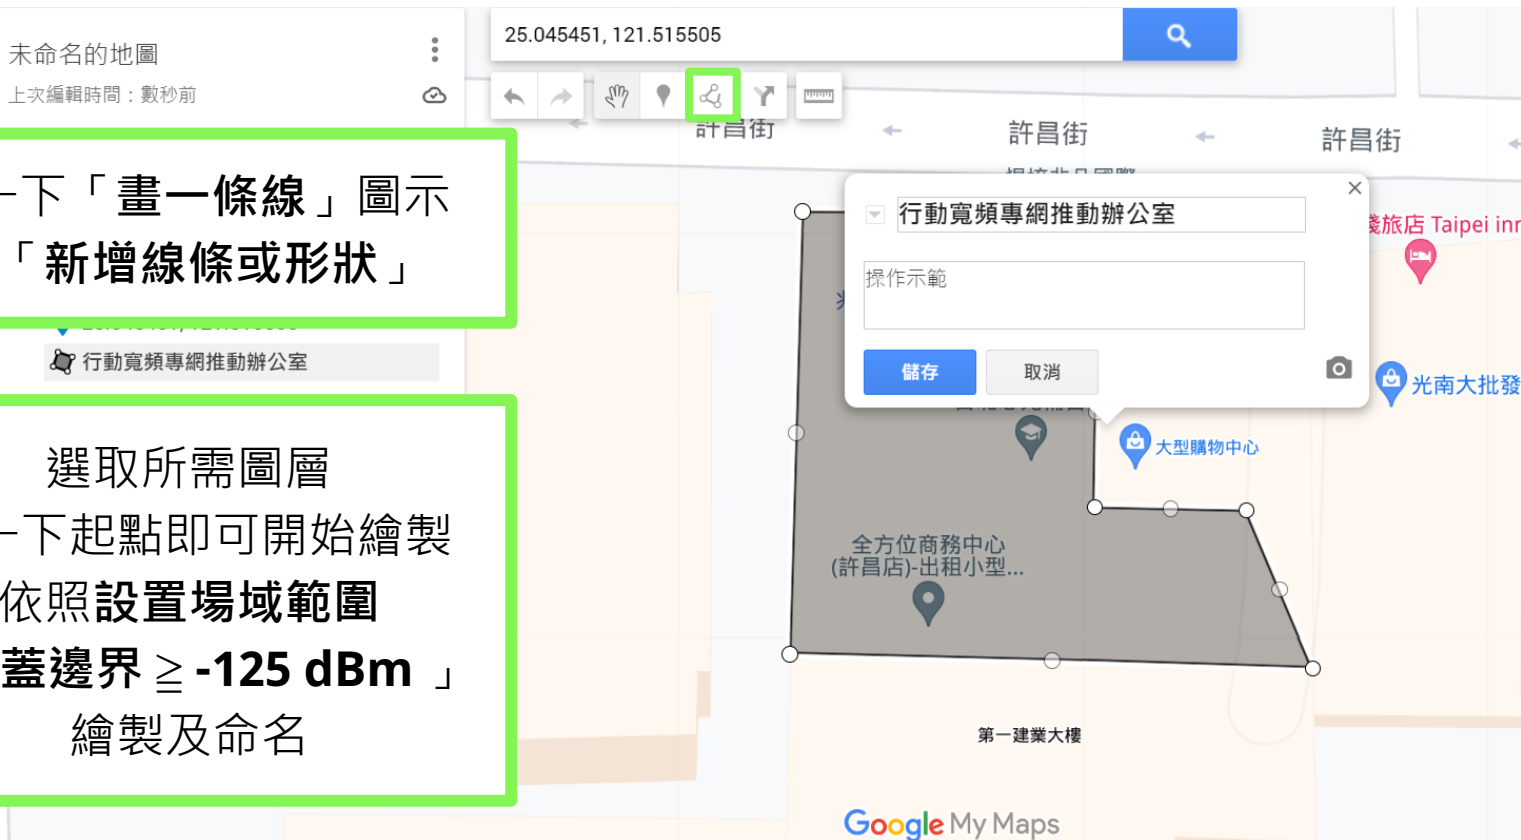 未命名的地圖
上次編輯時間：數秒前
25.045451, 121.515505
許昌街
許昌街
許昌街
一下「畫一條線」圖示
「新增線條或形狀」
行動寬頻專網推動辦公室
選取所需圖層
一下起點即可開始繪製
依照設置場域範圍
蓋邊界 ≧ -125 dBm 」
繪製及命名
行動寬頻專網推動辦公室
操作示範
儲存
取消
旅店 Taipei inn
光南大批發
大型購物中心
全方位商務中心
(許昌店)-出租小型...
第一建業大樓
Google My Maps